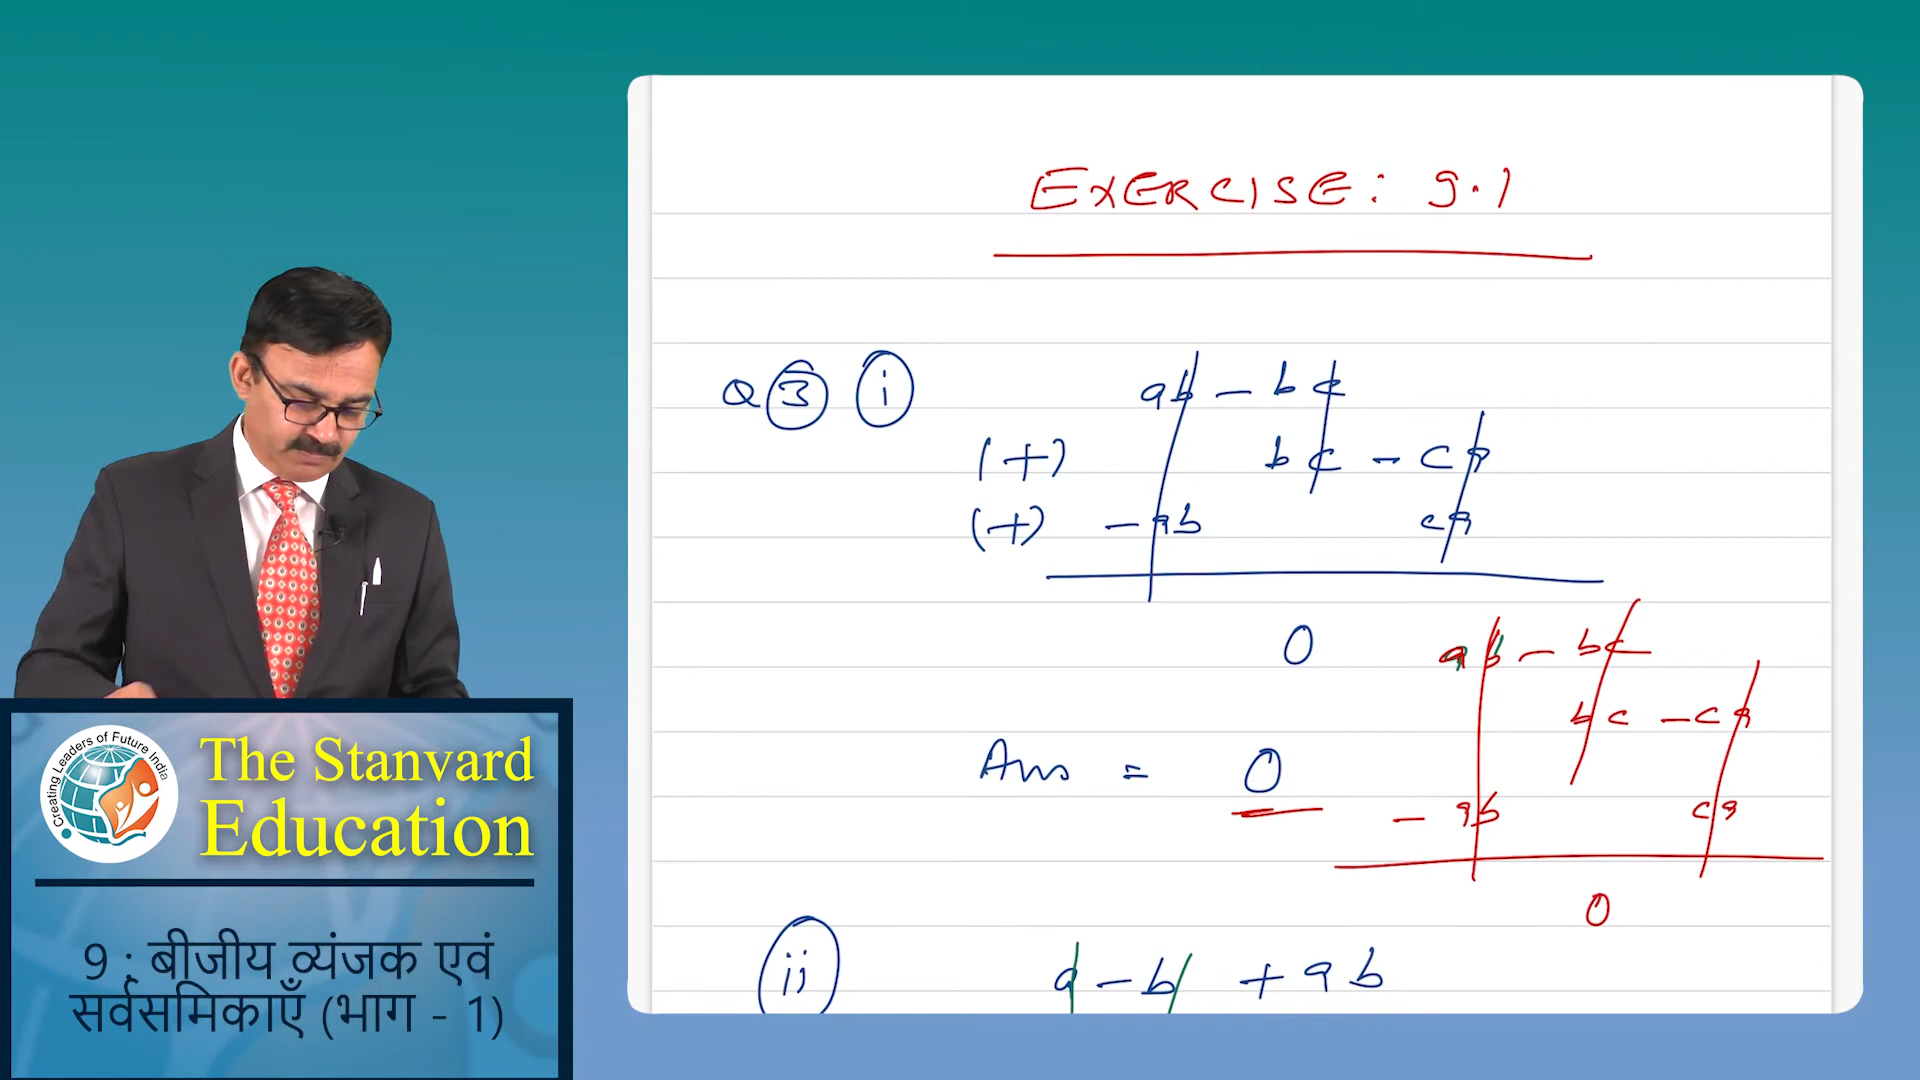 EXERCISE: 9.1
Q 3 i ab - bc
(+) bc - ca
(+) - ab ca
0
ab - bc
bc - ca
Ans = 0
- ab ca
0
ii a - b + ab
Creating Leaders of Future India
The Stanvard
Education
9 : बीजीय व्यंजक एवं
सर्वसमिकाएँ (भाग - 1)